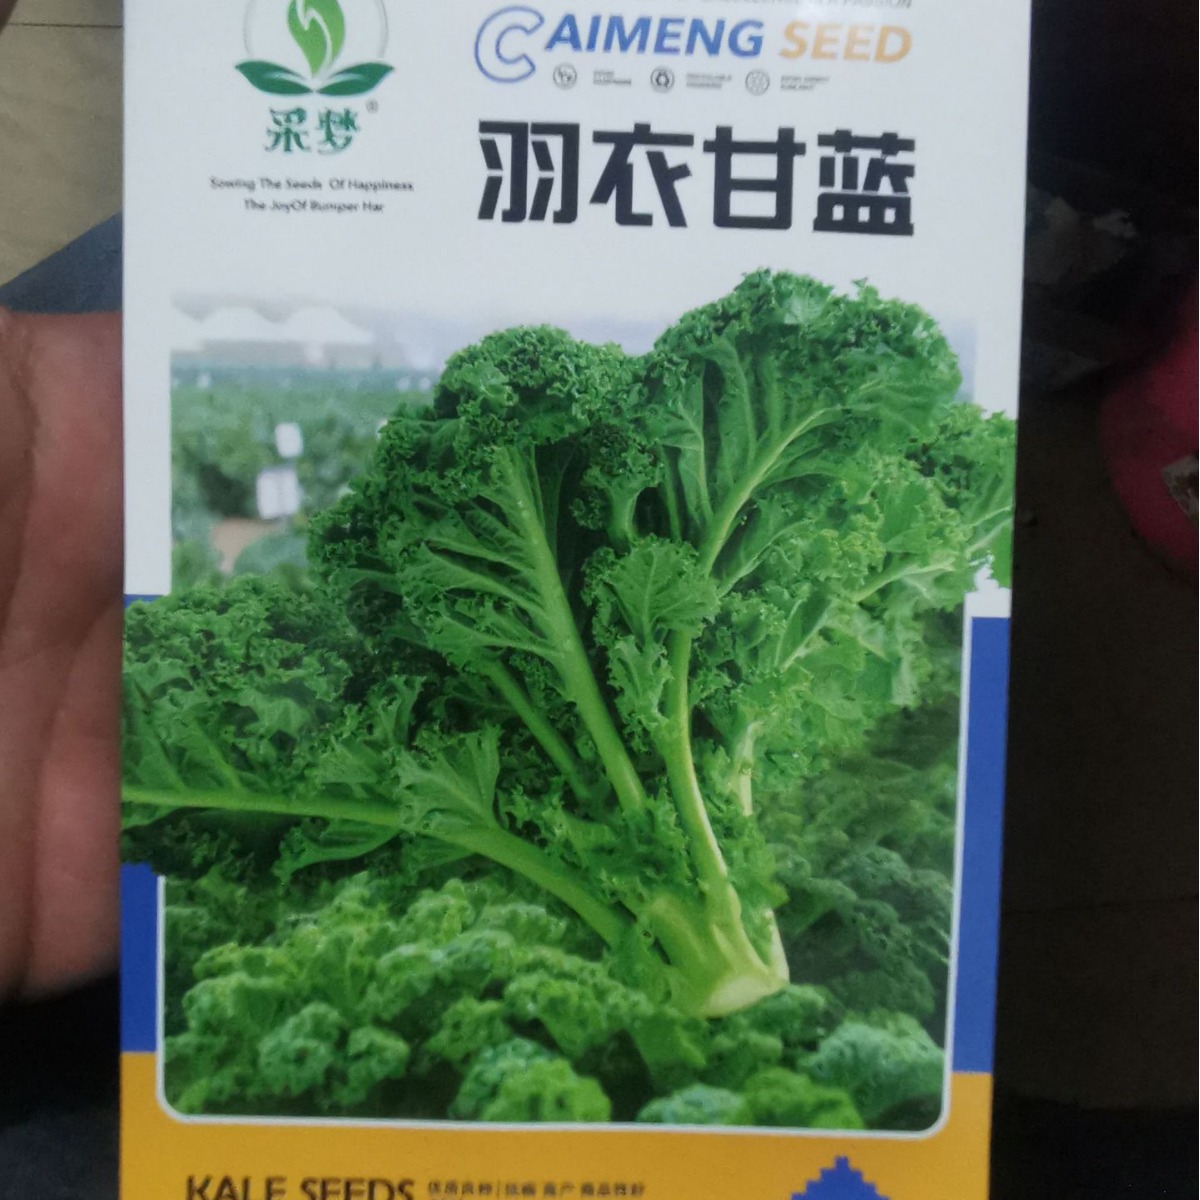 CAIMENG SEED
采梦®
羽衣甘蓝
Sowing The Seeds Of Happiness
The JoyOf Bumper Har
KALE SEEDS